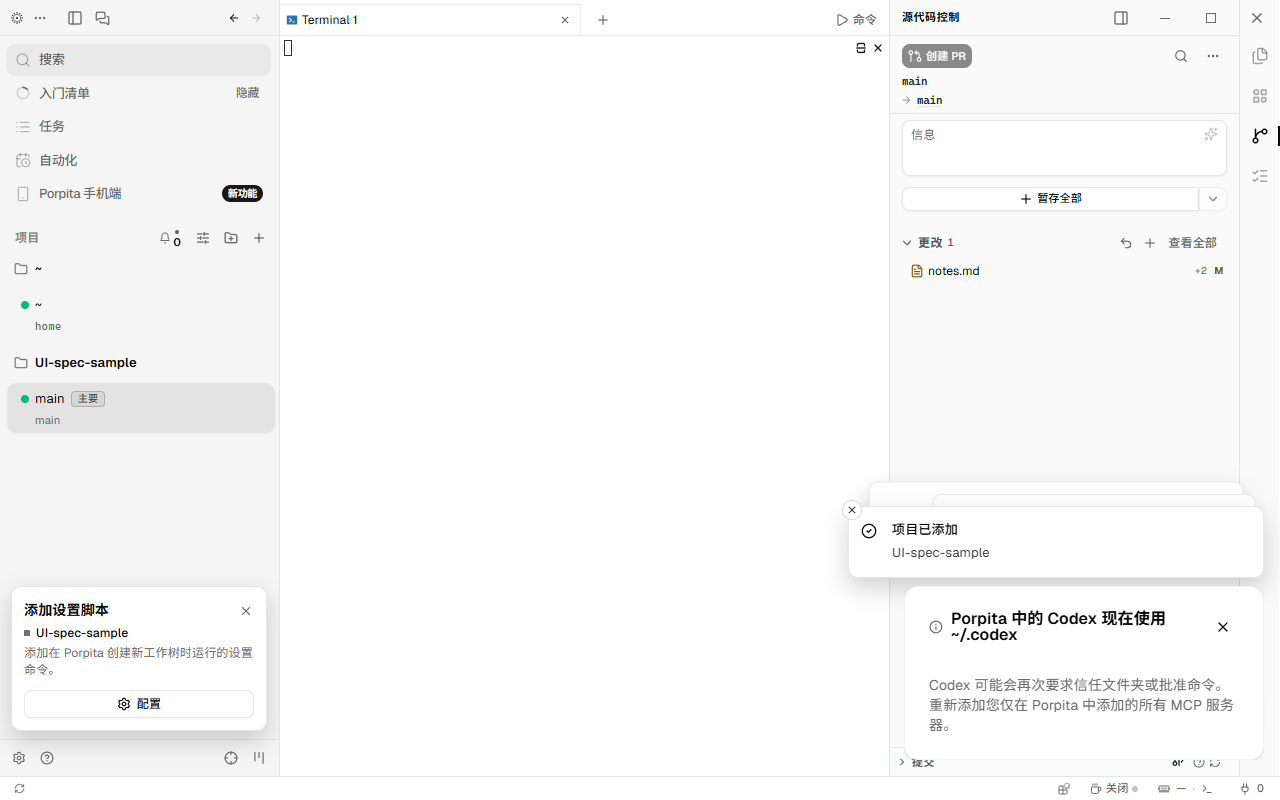 搜索
入门清单 隐藏
任务
自动化
Porpita 手机端 新功能
项目 0
~
~
home
UI-spec-sample
main 主要
main
添加设置脚本
UI-spec-sample
添加在 Porpita 创建新工作树时运行的设置
命令。
配置
Terminal 1
命令
源代码控制
创建 PR
main
→ main
信息
暂存全部
更改 1 查看全部
notes.md +2 M
项目已添加
UI-spec-sample
Porpita 中的 Codex 现在使用
~/.codex
Codex 可能会再次要求信任文件夹或批准命令。
重新添加您仅在 Porpita 中添加的所有 MCP 服务
器。
提交
关闭 0